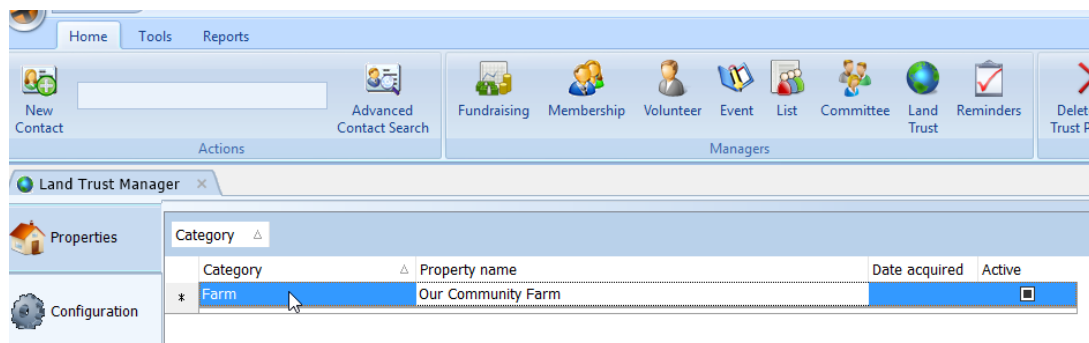 Home Tools Reports
New Contact
Advanced Contact Search
Fundraising Membership Volunteer Event List Committee Land Trust Reminders
Actions Managers
Land Trust Manager
Properties
Configuration
Category
Category Property name Date acquired Active
* Farm Our Community Farm